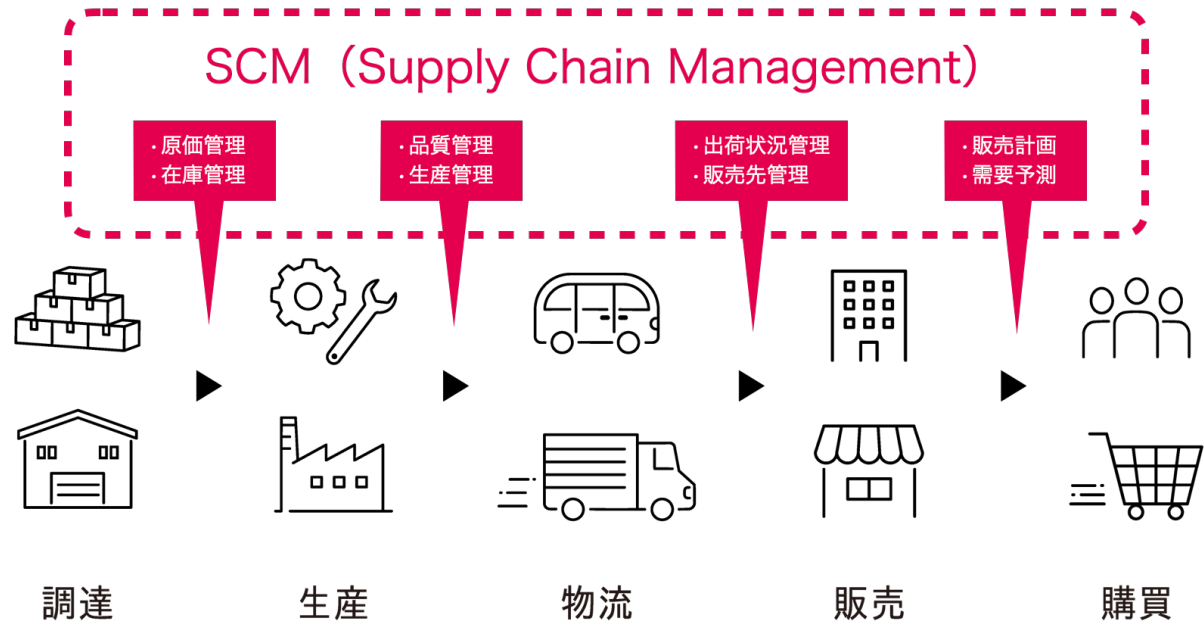 SCM（Supply Chain Management）
・原価管理
・在庫管理
・品質管理
・生産管理
・出荷状況管理
・販売先管理
・販売計画
・需要予測
調達
生産
物流
販売
購買